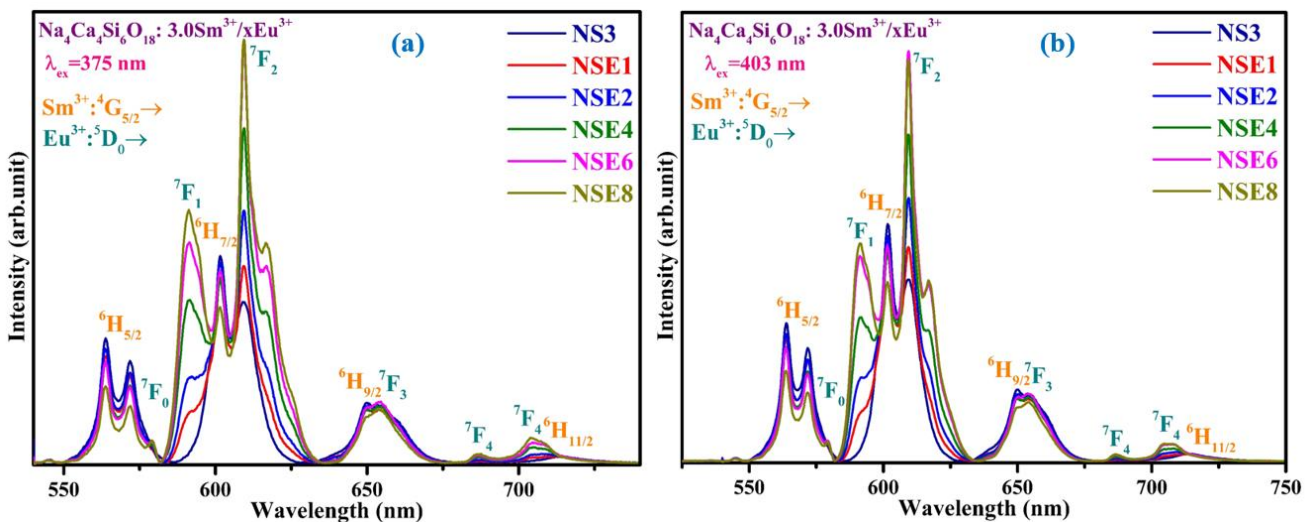 Na₄Ca₄Si₆O₁₈: 3.0Sm³⁺/xEu³⁺
λₑₓ=375 nm
Sm³⁺:⁴G₅/₂→
Eu³⁺:⁵D₀→
(a)
⁷F₂
NS3
NSE1
NSE2
NSE4
NSE6
NSE8
⁷F₁
⁶H₇/₂
⁶H₅/₂
⁷F₀
⁶H₉/₂
⁷F₃
⁷F₄
⁷F₄
⁶H₁₁/₂
Intensity (arb.unit)
550 600 650 700
Wavelength (nm)
Na₄Ca₄Si₆O₁₈: 3.0Sm³⁺/xEu³⁺
λₑₓ=403 nm
Sm³⁺:⁴G₅/₂→
Eu³⁺:⁵D₀→
(b)
⁷F₂
NS3
NSE1
NSE2
NSE4
NSE6
NSE8
⁶H₇/₂
⁷F₁
⁶H₅/₂
⁷F₀
⁶H₉/₂
⁷F₃
⁷F₄
⁷F₄
⁶H₁₁/₂
Intensity (arb.unit)
550 600 650 700 750
Wavelength (nm)